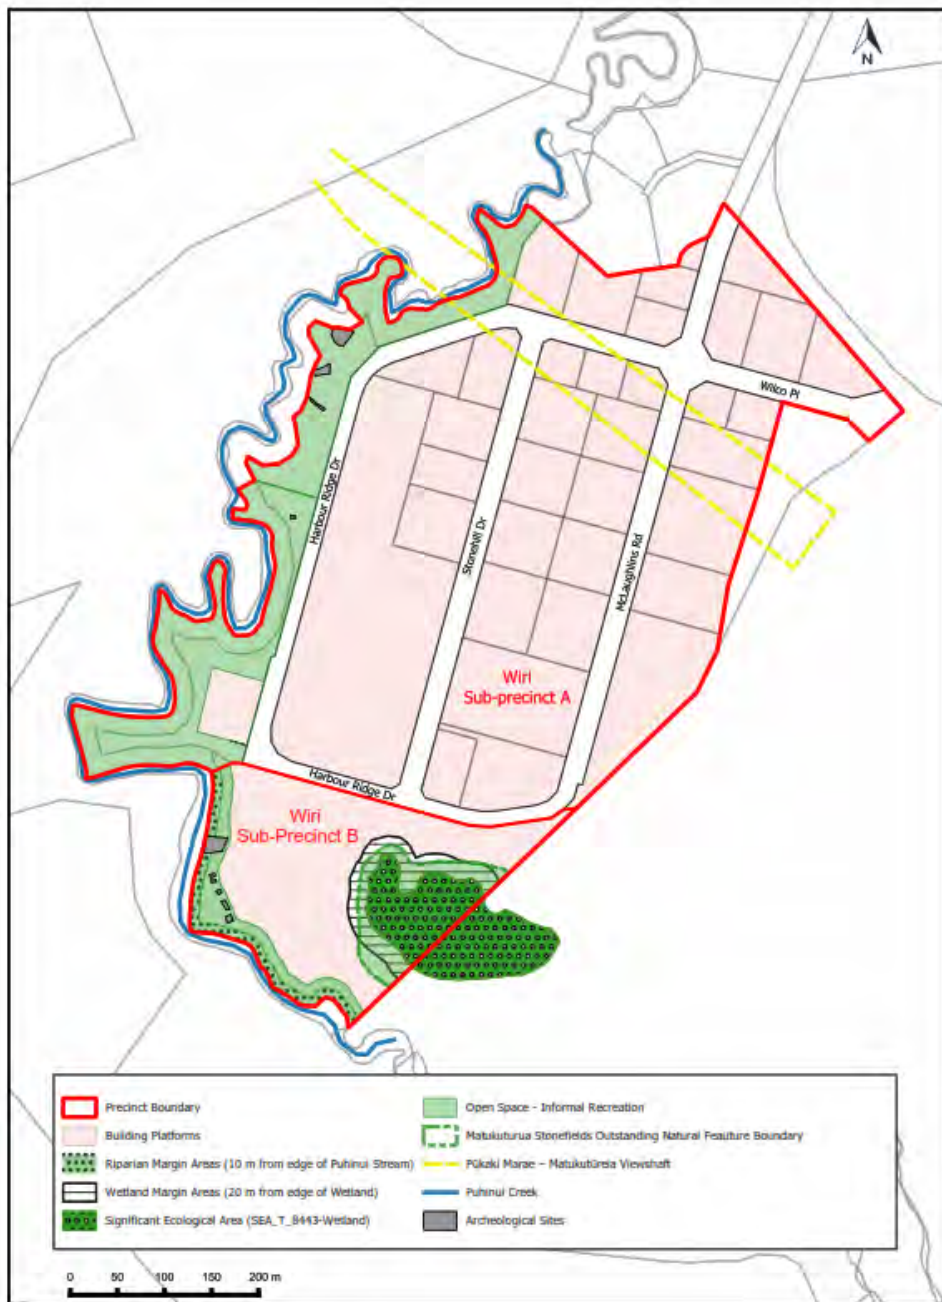 N
Wilco Pl
Harbour Ridge Dr
Stonehill Dr
McLaughlins Rd
Wiri
Sub-precinct A
Harbour Ridge Dr
Wiri
Sub-Precinct B
Precinct Boundary
Building Platforms
Riparian Margin Areas (10 m from edge of Puhinui Stream)
Wetland Margin Areas (20 m from edge of Wetland)
Significant Ecological Area (SEA_T_8443-Wetland)
Open Space - Informal Recreation
Matukuturua Stonefields Outstanding Natural Feauture Boundary
Pūkaki Marae – Matukutūreia Viewshaft
Puhinui Creek
Archeological Sites
0 50 100 150 200 m